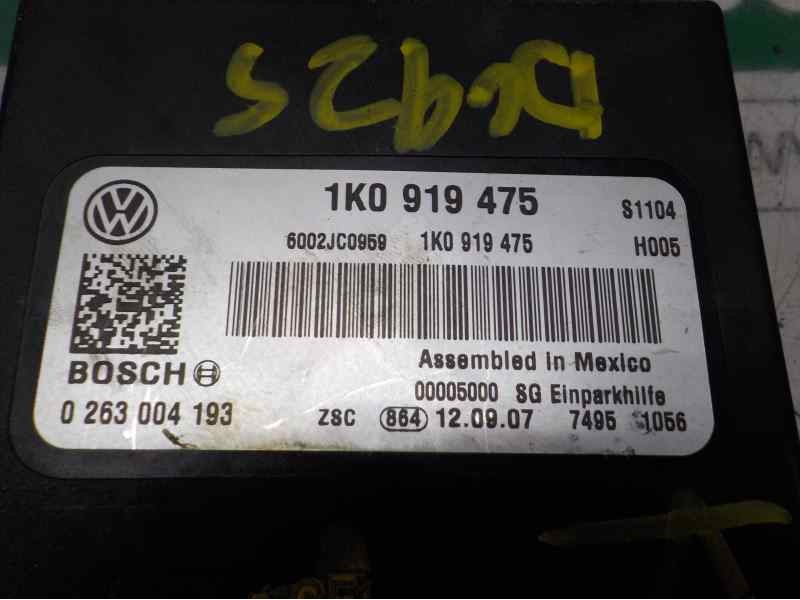 1K0 919 475
S1104
6002JC0959 1K0 919 475 H005
Assembled in Mexico
BOSCH
00005000 SG Einparkhilfe
0 263 004 193 ZSC 864 12.09.07 7495 1056